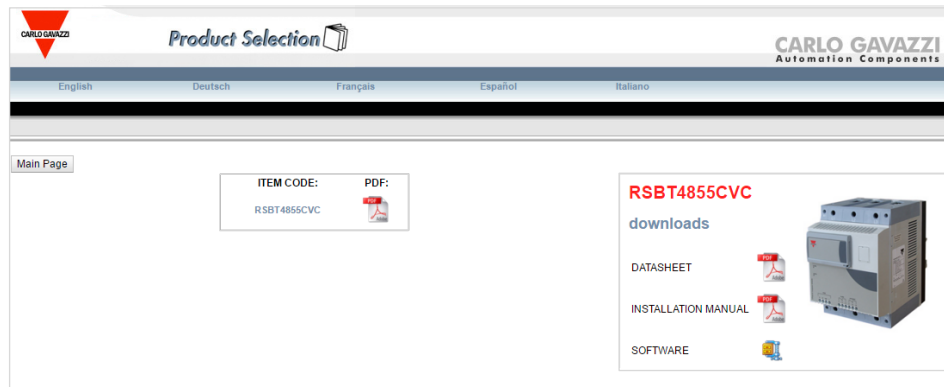 CARLO GAVAZZI
Product Selection
CARLO GAVAZZI
Automation Components
English Deutsch Français Español Italiano
Main Page
ITEM CODE: PDF:
RSBT4855CVC
RSBT4855CVC
downloads
DATASHEET
INSTALLATION MANUAL
SOFTWARE